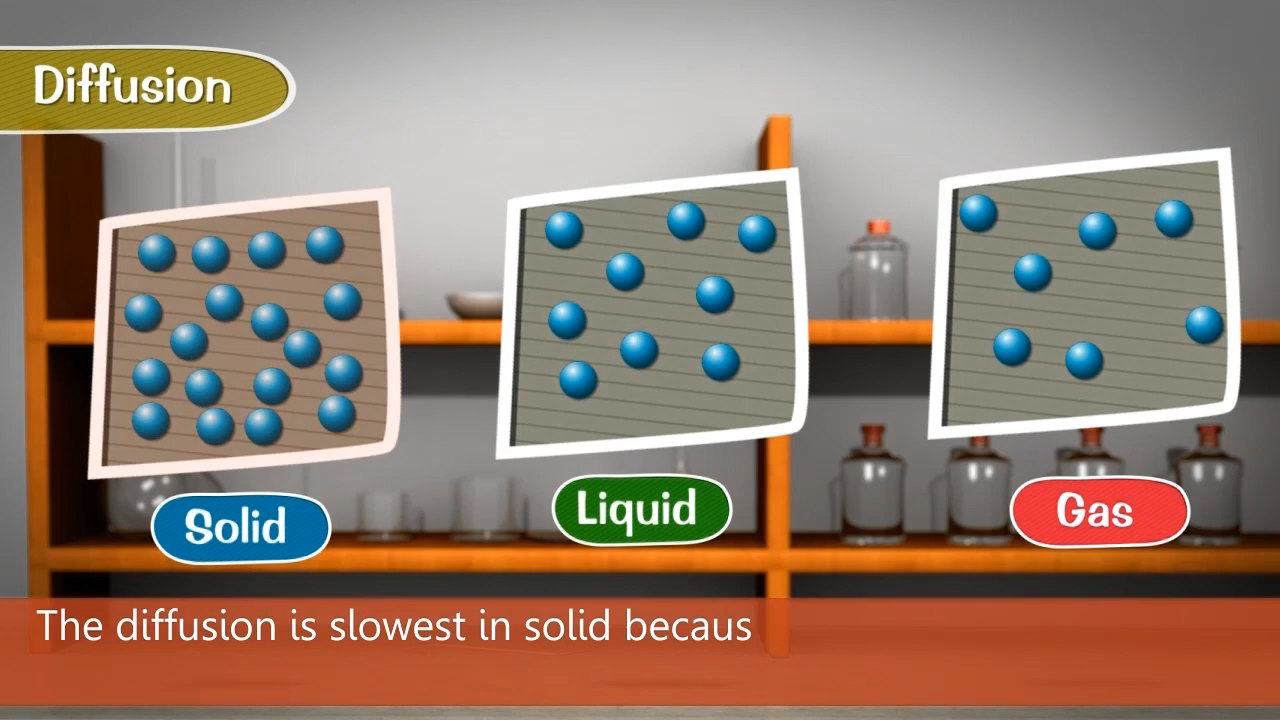 Diffusion
Solid
Liquid
Gas
The diffusion is slowest in solid becaus